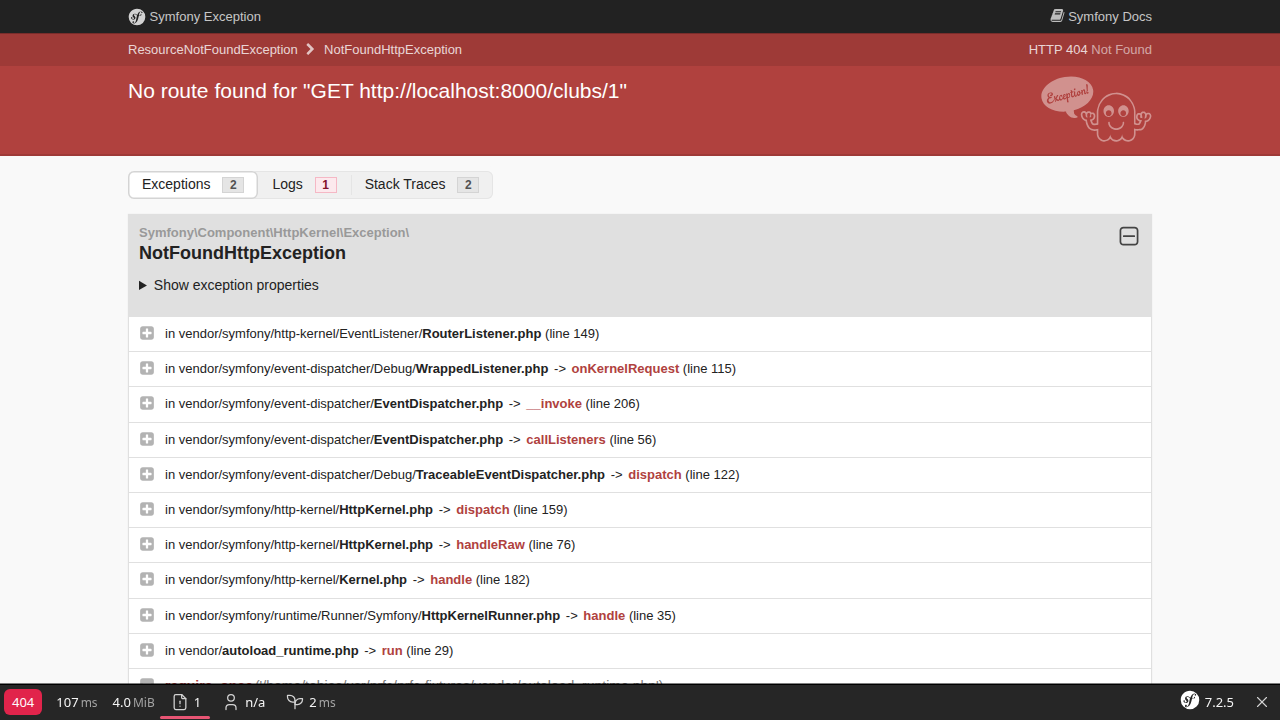 Symfony Exception
Symfony Docs
ResourceNotFoundException NotFoundHttpException
HTTP 404 Not Found
No route found for "GET http://localhost:8000/clubs/1"
Exception!
Exceptions 2 Logs 1 Stack Traces 2
Symfony\Component\HttpKernel\Exception\
NotFoundHttpException
Show exception properties
in vendor/symfony/http-kernel/EventListener/RouterListener.php (line 149)
in vendor/symfony/event-dispatcher/Debug/WrappedListener.php -> onKernelRequest (line 115)
in vendor/symfony/event-dispatcher/EventDispatcher.php -> __invoke (line 206)
in vendor/symfony/event-dispatcher/EventDispatcher.php -> callListeners (line 56)
in vendor/symfony/event-dispatcher/Debug/TraceableEventDispatcher.php -> dispatch (line 122)
in vendor/symfony/http-kernel/HttpKernel.php -> dispatch (line 159)
in vendor/symfony/http-kernel/HttpKernel.php -> handleRaw (line 76)
in vendor/symfony/http-kernel/Kernel.php -> handle (line 182)
in vendor/symfony/runtime/Runner/Symfony/HttpKernelRunner.php -> handle (line 35)
in vendor/autoload_runtime.php -> run (line 29)
404 107 ms 4.0 MiB 1 n/a 2 ms
sf 7.2.5